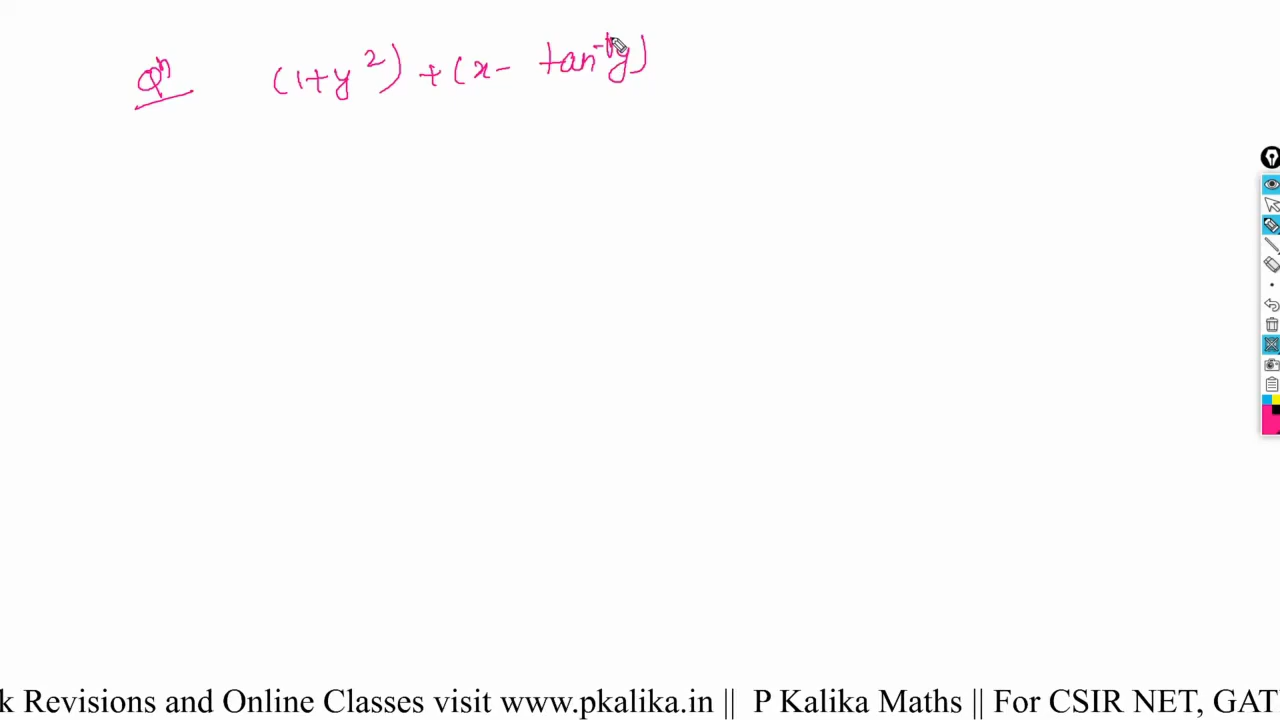 Qn (1+y²) + (x- tan⁻¹y)
k Revisions and Online Classes visit www.pkalika.in || P Kalika Maths || For CSIR NET, GAT